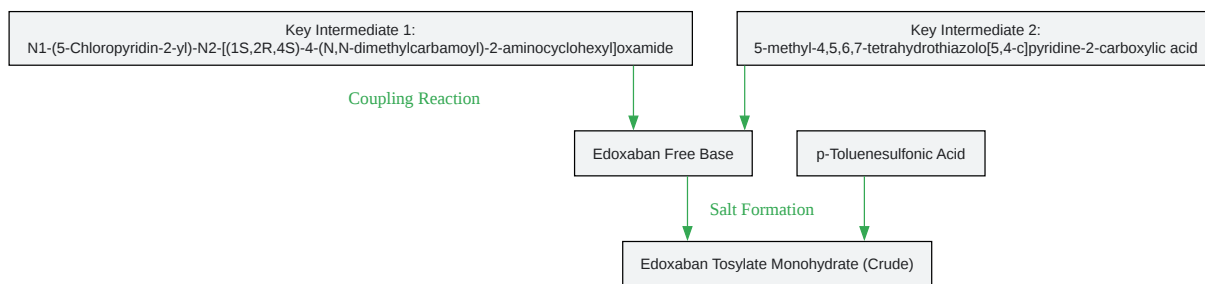 Key Intermediate 1:
N1-(5-Chloropyridin-2-yl)-N2-[(1S,2R,4S)-4-(N,N-dimethylcarbamoyl)-2-aminocyclohexyl]oxamide
Key Intermediate 2:
5-methyl-4,5,6,7-tetrahydrothiazolo[5,4-c]pyridine-2-carboxylic acid
Coupling Reaction
Edoxaban Free Base
p-Toluenesulfonic Acid
Salt Formation
Edoxaban Tosylate Monohydrate (Crude)